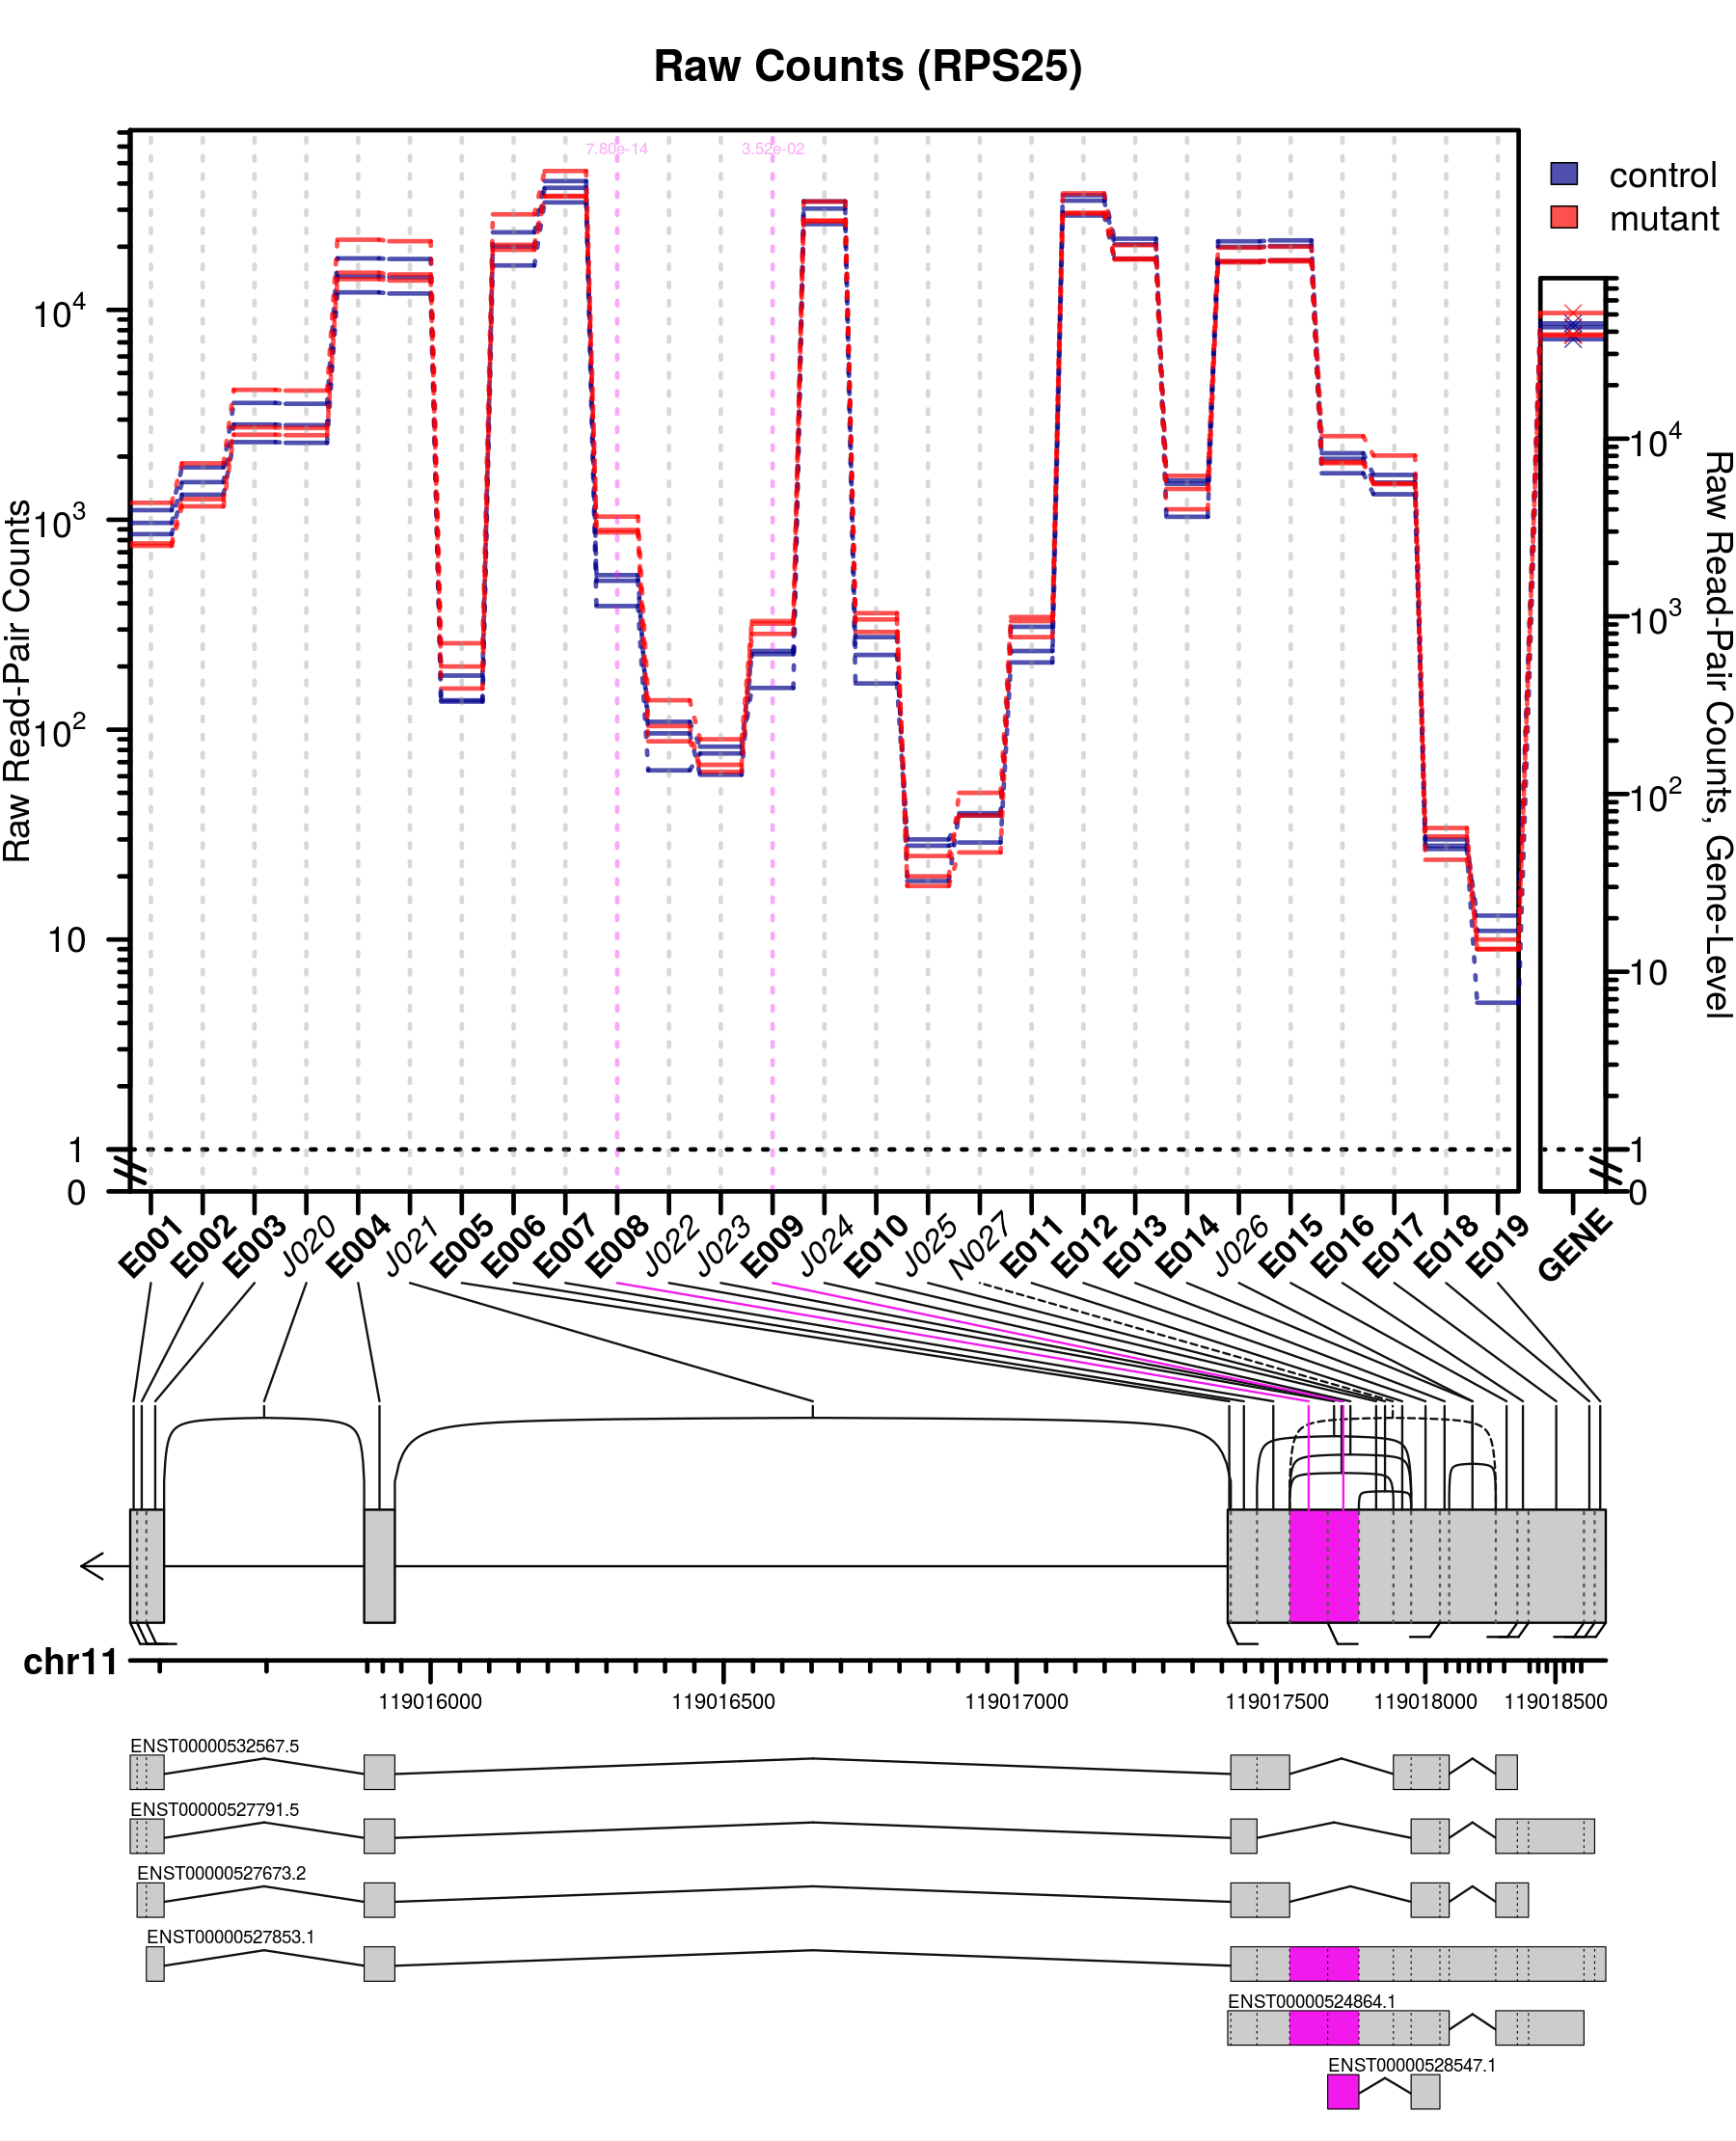 Raw Counts (RPS25)
7.80e-14 3.52e-02
control
mutant
Raw Read-Pair Counts
10^4
10^3
10^2
10
1
0
Raw Read-Pair Counts, Gene-Level
10^4
10^3
10^2
10
1
0
E001 E002 E003 J020 E004 J021 E005 E006 E007 E008 J022 J023 E009 J024 E010 J025 N027 E011 E012 E013 E014 J026 E015 E016 E017 E018 E019 GENE
chr11
119016000 119016500 119017000 119017500 119018000 119018500
ENST00000532567.5
ENST00000527791.5
ENST00000527673.2
ENST00000527853.1
ENST00000524864.1
ENST00000528547.1